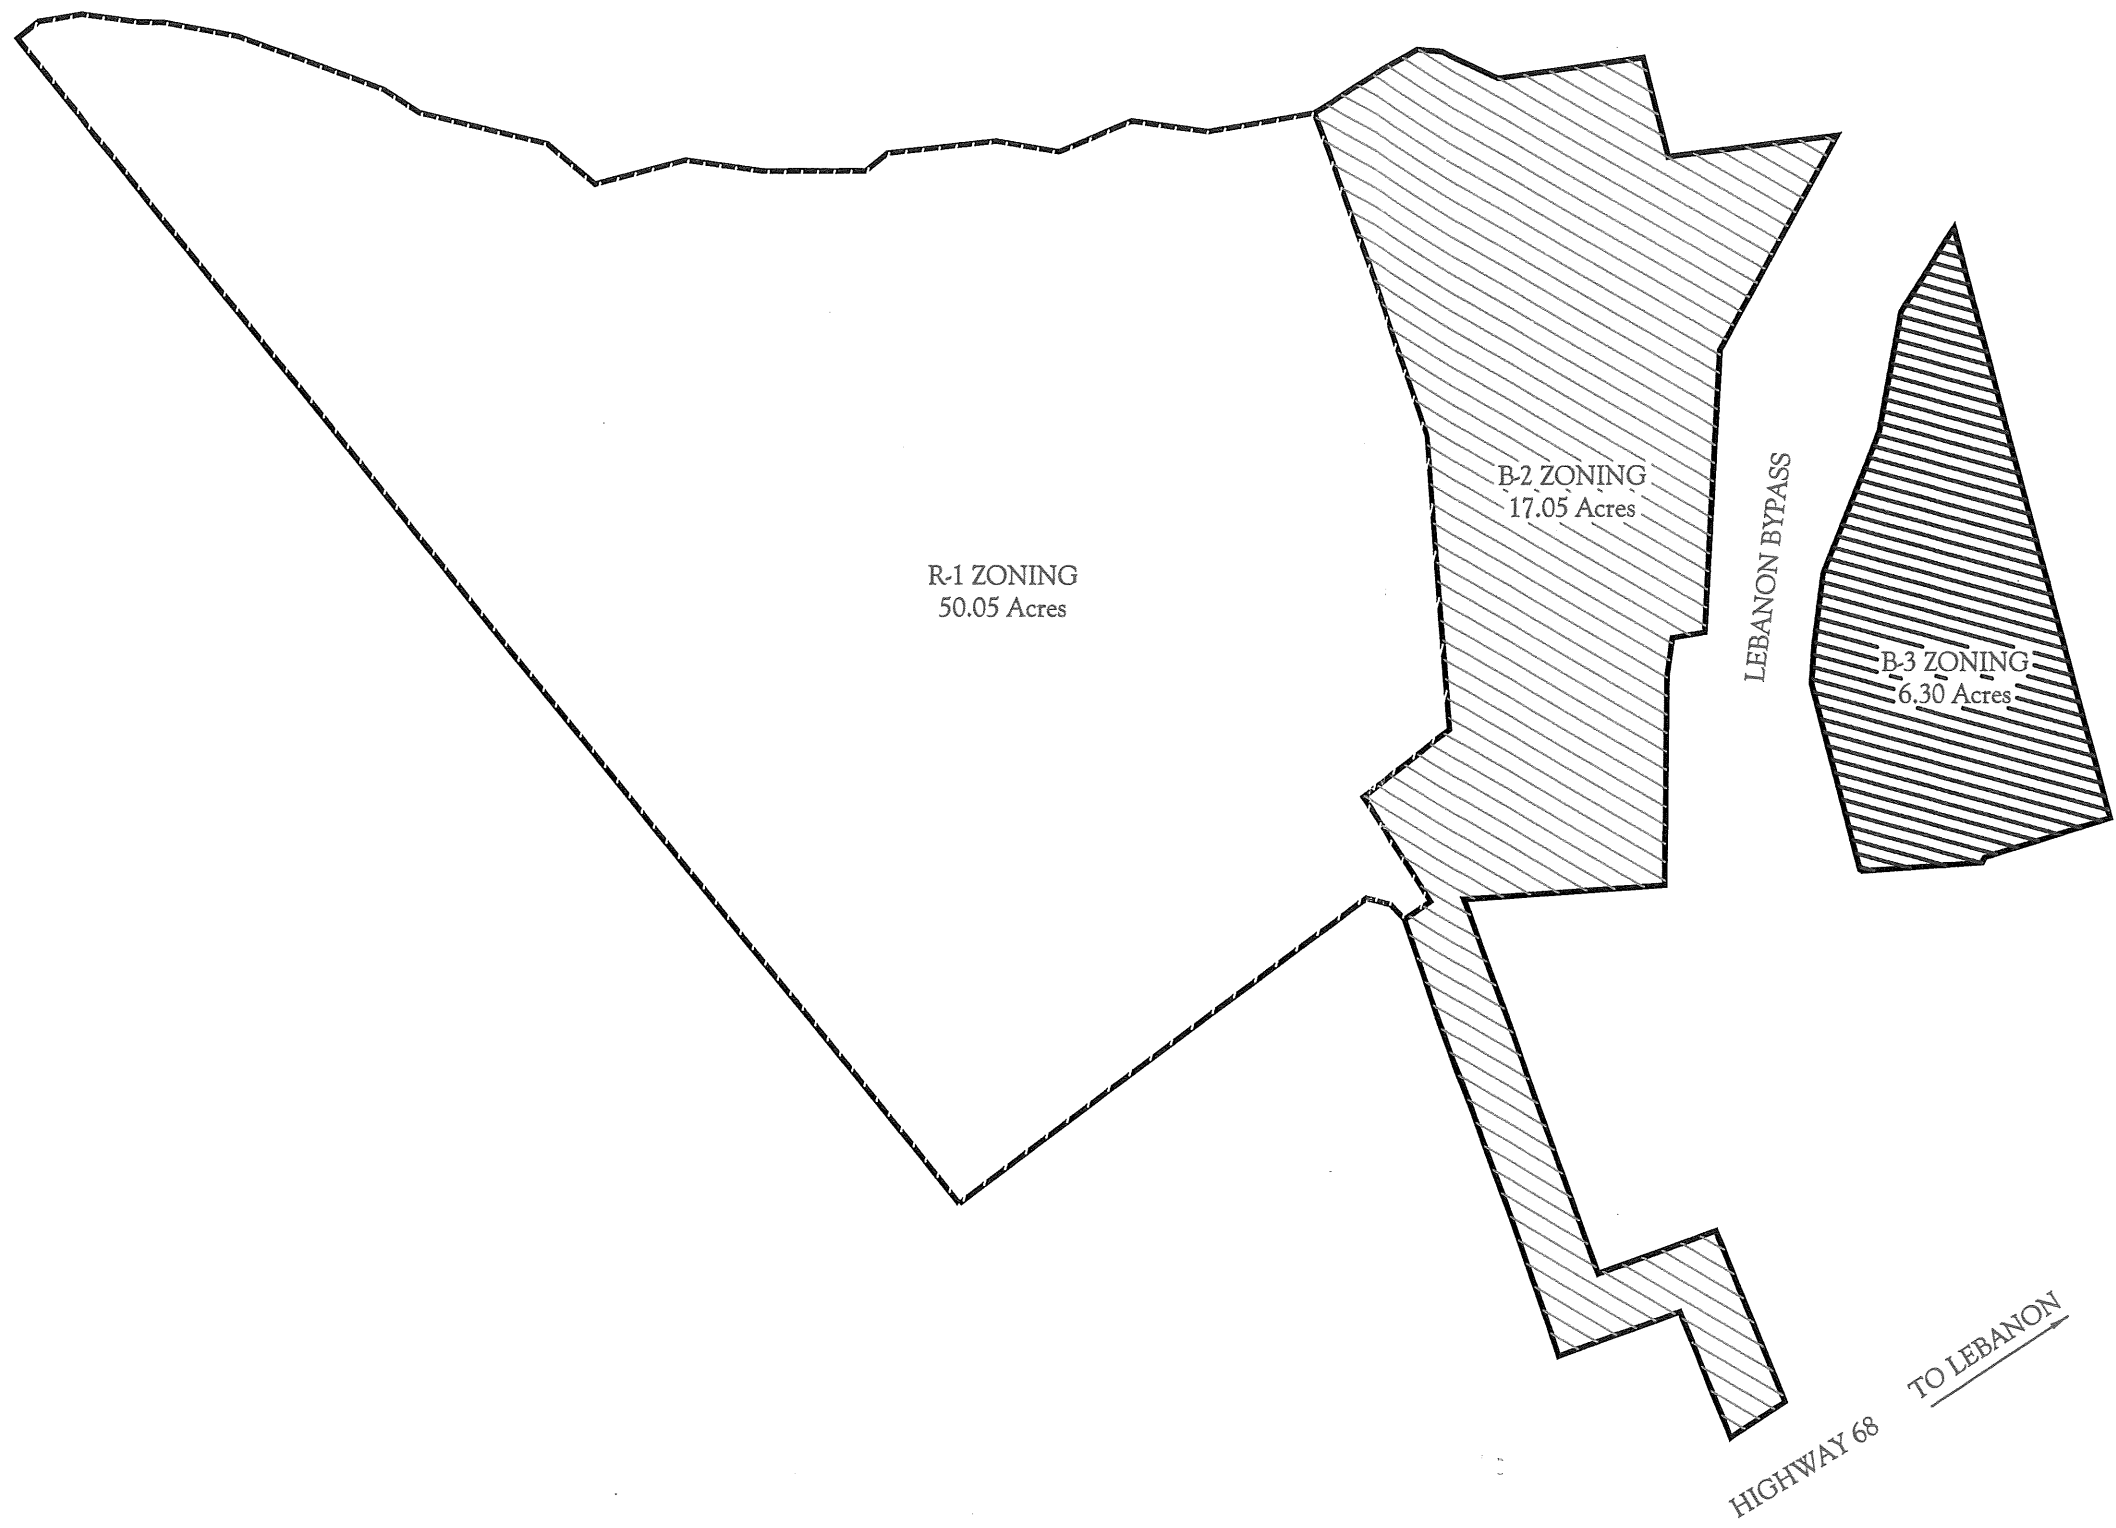 B-2 ZONING
17.05 Acres
LEBANON BYPASS
R-1 ZONING
50.05 Acres
B-3 ZONING
6.30 Acres
TO LEBANON
HIGHWAY 68